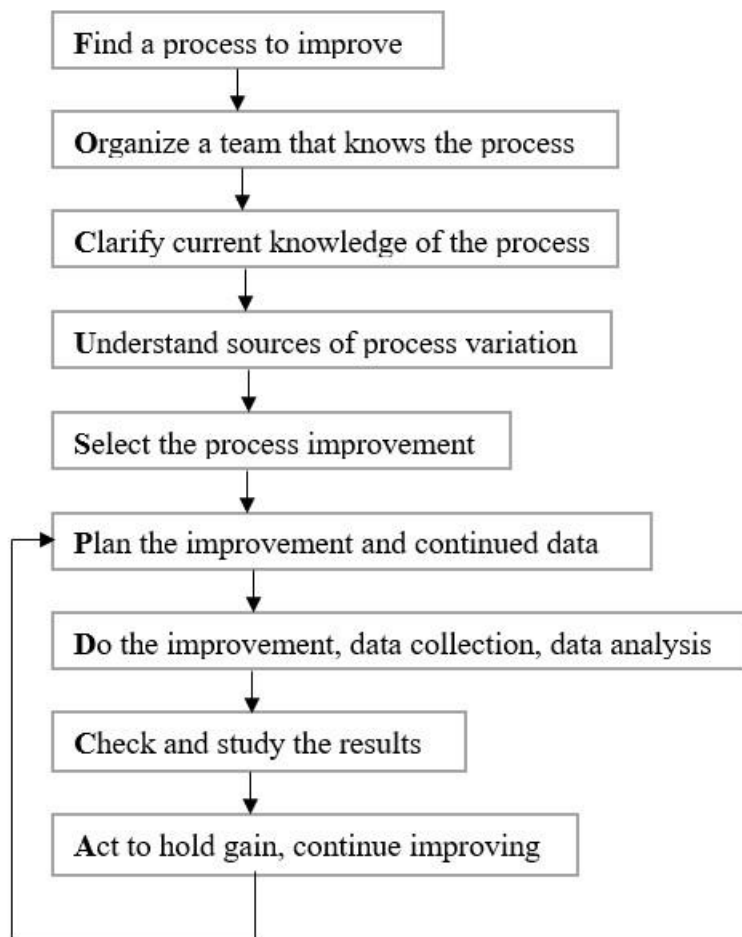 Find a process to improve
Organize a team that knows the process
Clarify current knowledge of the process
Understand sources of process variation
Select the process improvement
Plan the improvement and continued data
Do the improvement, data collection, data analysis
Check and study the results
Act to hold gain, continue improving